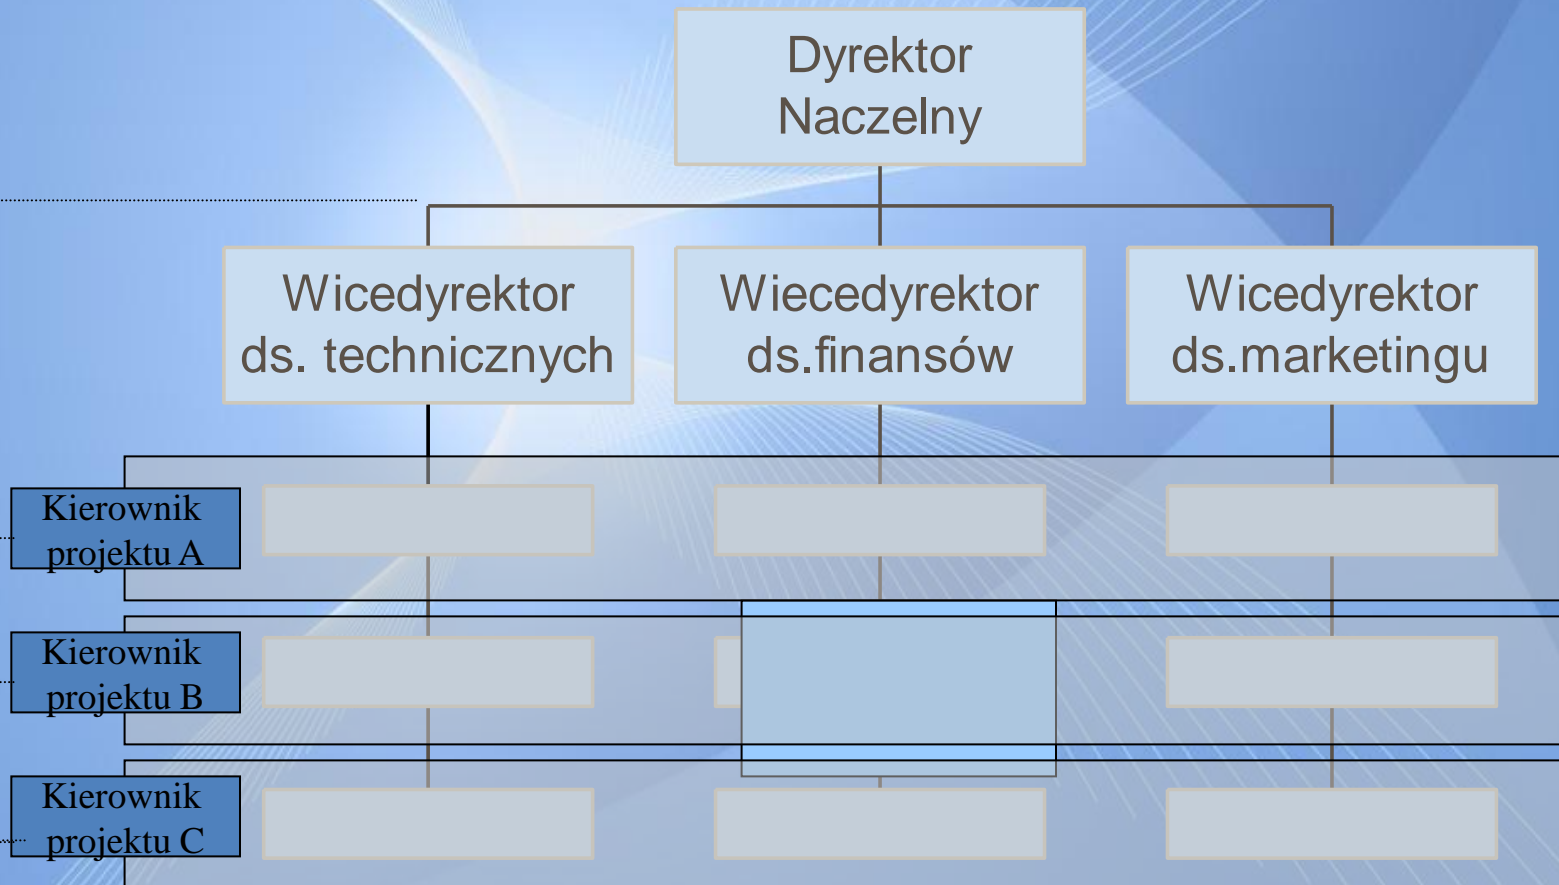 Dyrektor
Naczelny
Wicedyrektor
ds. technicznych
Wiecedyrektor
ds.finansów
Wicedyrektor
ds.marketingu
Kierownik
projektu A
Kierownik
projektu B
Kierownik
projektu C